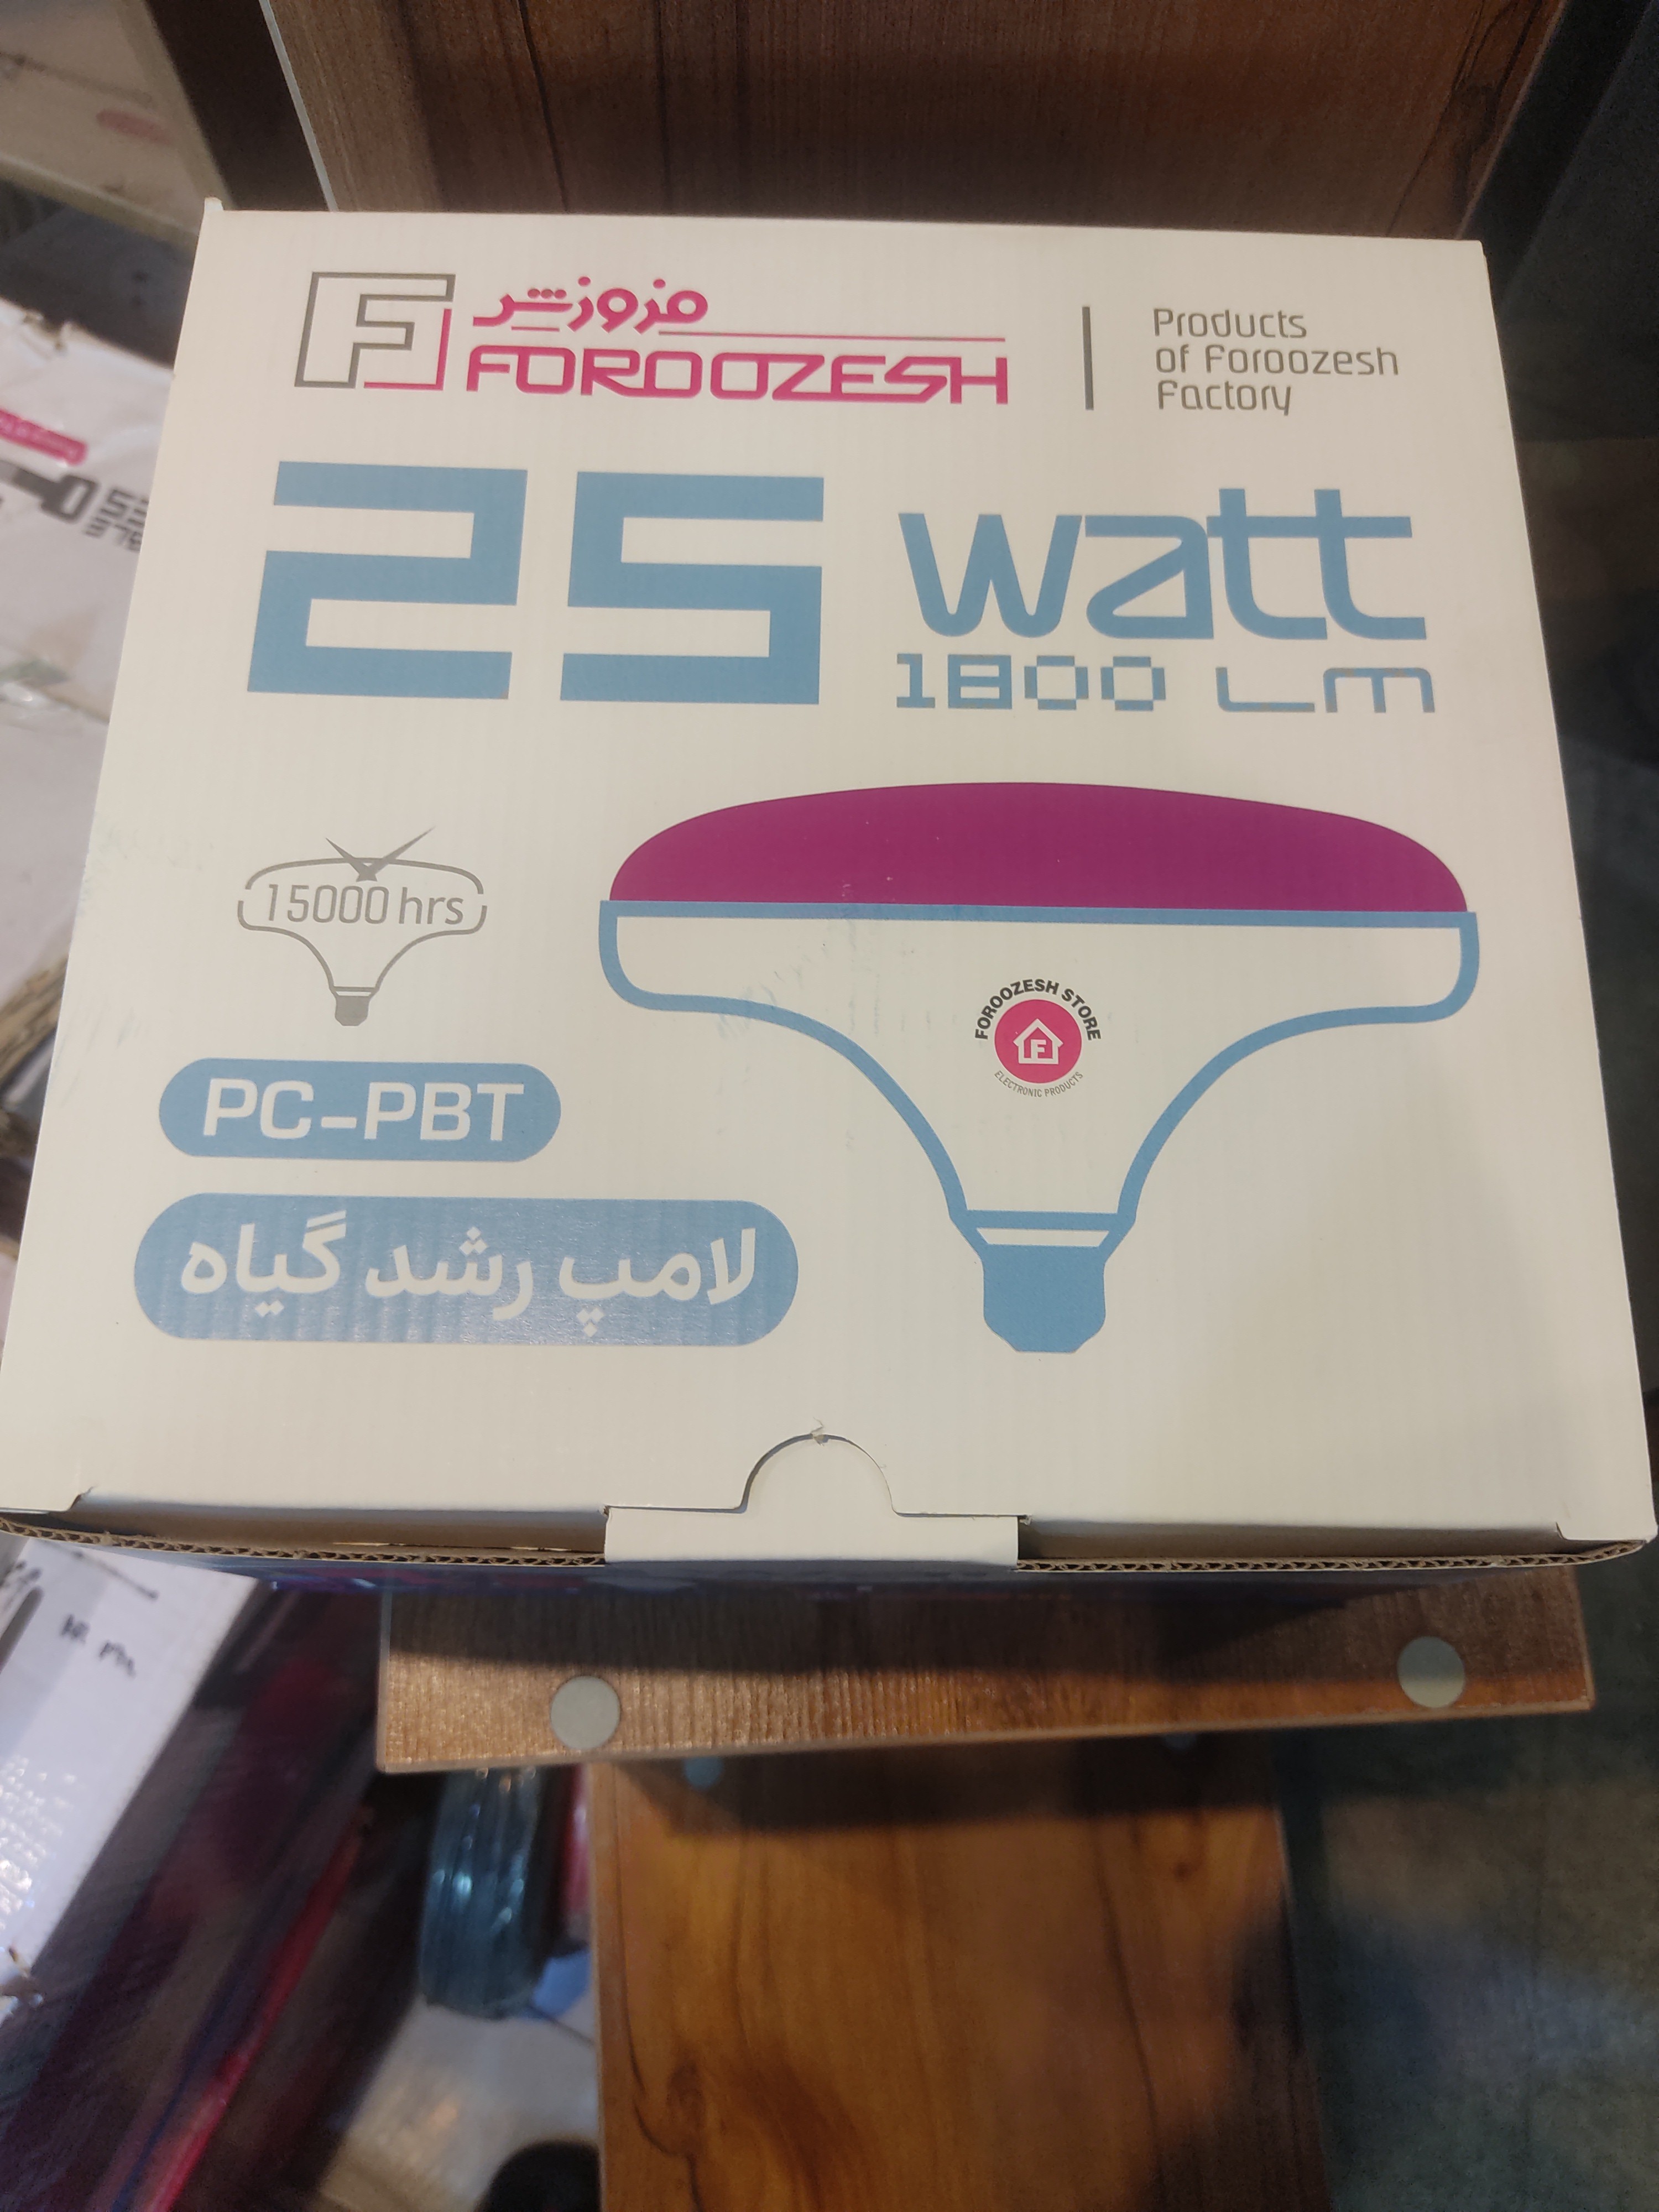 فروزش
FOROOZESH
Products
of Foroozesh
Factory
25 watt
1800 Lm
15000 hrs
FOROOZESH STORE
F
ELECTRONIC PRODUCTS
PC-PBT
لامپ رشد گیاه